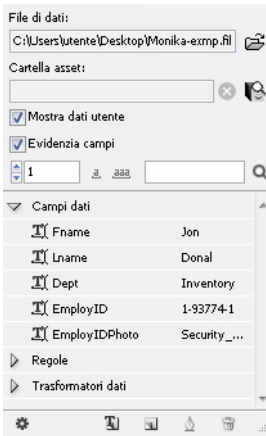 File di dati:
C:\Users\utente\Desktop\Monika-exmp.fil
Cartella asset:
Mostra dati utente
Evidenzia campi
1 a aaa
Campi dati
T Fname Jon
T Lname Donal
T Dept Inventory
T EmployID 1-93774-1
T EmployIDPhoto Security_...
Regole
Trasformatori dati